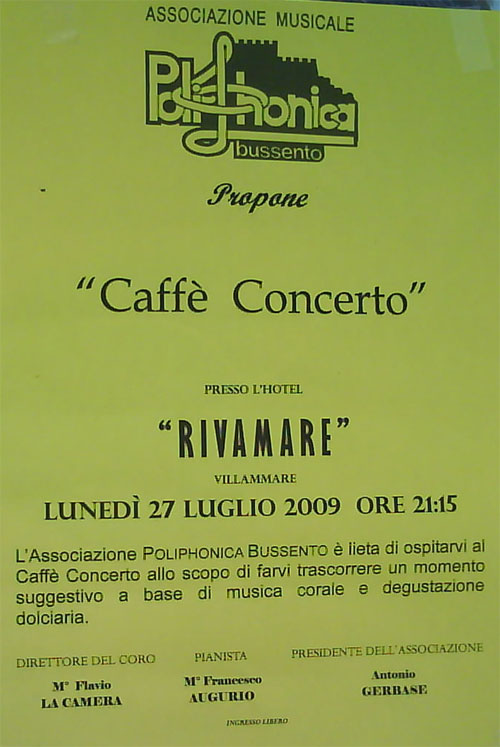 ASSOCIAZIONE MUSICALE
Poliphonica
bussento
Propone
“Caffè Concerto”
PRESSO L'HOTEL
“RIVAMARE”
VILLAMMARE
LUNEDÌ 27 LUGLIO 2009 ORE 21:15
L'Associazione POLIPHONICA BUSSENTO è lieta di ospitarvi al
Caffè Concerto allo scopo di farvi trascorrere un momento
suggestivo a base di musica corale e degustazione
dolciaria.
DIRETTORE DEL CORO PIANISTA PRESIDENTE DELL'ASSOCIAZIONE
M° Flavio M° Francesco Antonio
LA CAMERA AUGURIO GERBASE
INGRESSO LIBERO